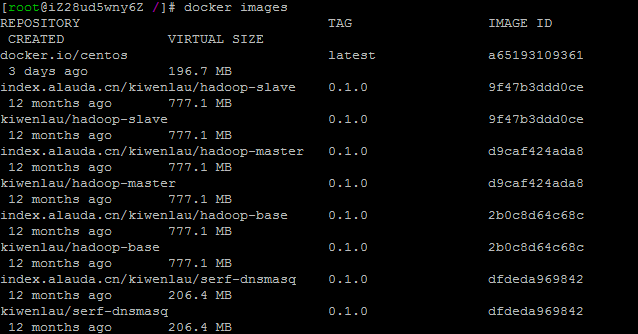 [root@iZ28ud5wny6Z /]# docker images
REPOSITORY TAG IMAGE ID
CREATED VIRTUAL SIZE
docker.io/centos latest a65193109361
3 days ago 196.7 MB
index.alauda.cn/kiwenlau/hadoop-slave 0.1.0 9f47b3ddd0ce
12 months ago 777.1 MB
kiwenlau/hadoop-slave 0.1.0 9f47b3ddd0ce
12 months ago 777.1 MB
index.alauda.cn/kiwenlau/hadoop-master 0.1.0 d9caf424ada8
12 months ago 777.1 MB
kiwenlau/hadoop-master 0.1.0 d9caf424ada8
12 months ago 777.1 MB
index.alauda.cn/kiwenlau/hadoop-base 0.1.0 2b0c8d64c68c
12 months ago 777.1 MB
kiwenlau/hadoop-base 0.1.0 2b0c8d64c68c
12 months ago 777.1 MB
index.alauda.cn/kiwenlau/serf-dnsmasq 0.1.0 dfdeda969842
12 months ago 206.4 MB
kiwenlau/serf-dnsmasq 0.1.0 dfdeda969842
12 months ago 206.4 MB